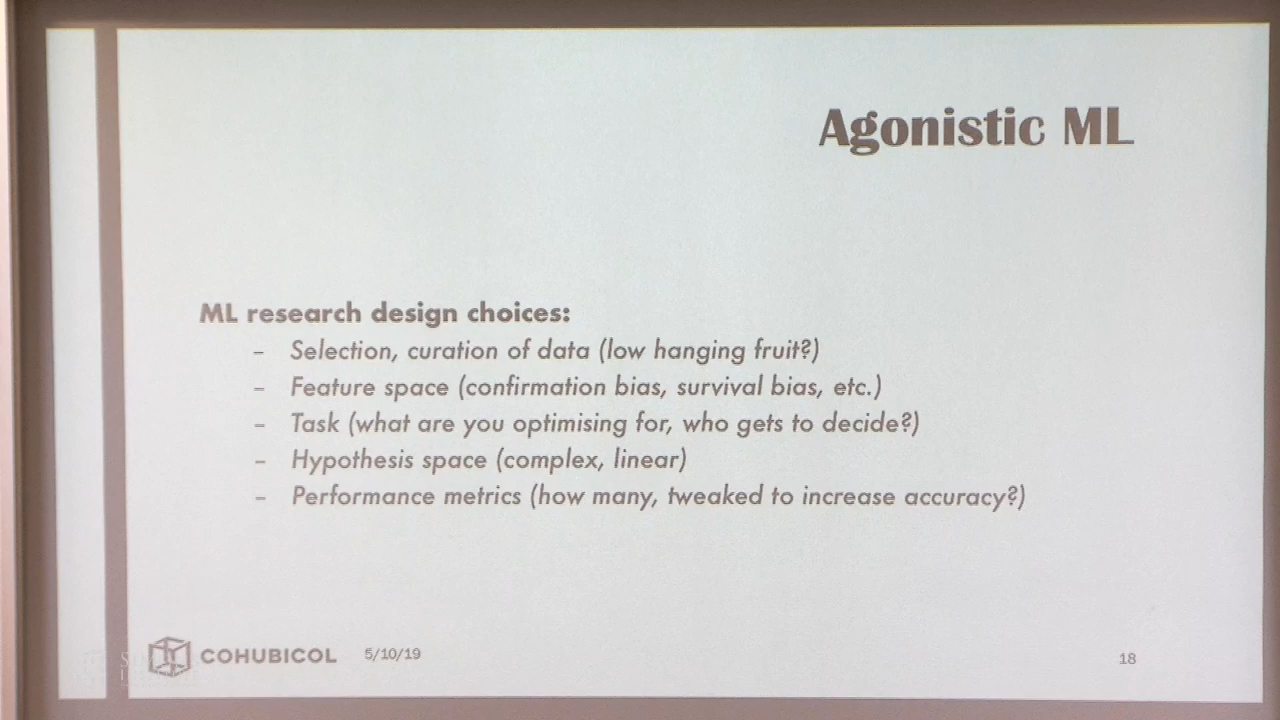 Agonistic ML
ML research design choices:
– Selection, curation of data (low hanging fruit?)
– Feature space (confirmation bias, survival bias, etc.)
– Task (what are you optimising for, who gets to decide?)
– Hypothesis space (complex, linear)
– Performance metrics (how many, tweaked to increase accuracy?)
COHUBICOL 5/10/19 18